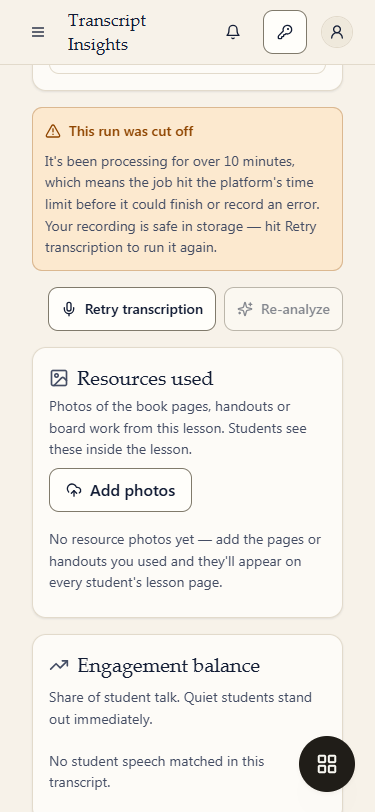 Transcript
Insights
This run was cut off
It's been processing for over 10 minutes,
which means the job hit the platform's time
limit before it could finish or record an error.
Your recording is safe in storage — hit Retry
transcription to run it again.
Retry transcription
Re-analyze
Resources used
Photos of the book pages, handouts or
board work from this lesson. Students see
these inside the lesson.
Add photos
No resource photos yet — add the pages or
handouts you used and they'll appear on
every student's lesson page.
Engagement balance
Share of student talk. Quiet students stand
out immediately.
No student speech matched in this
transcript.